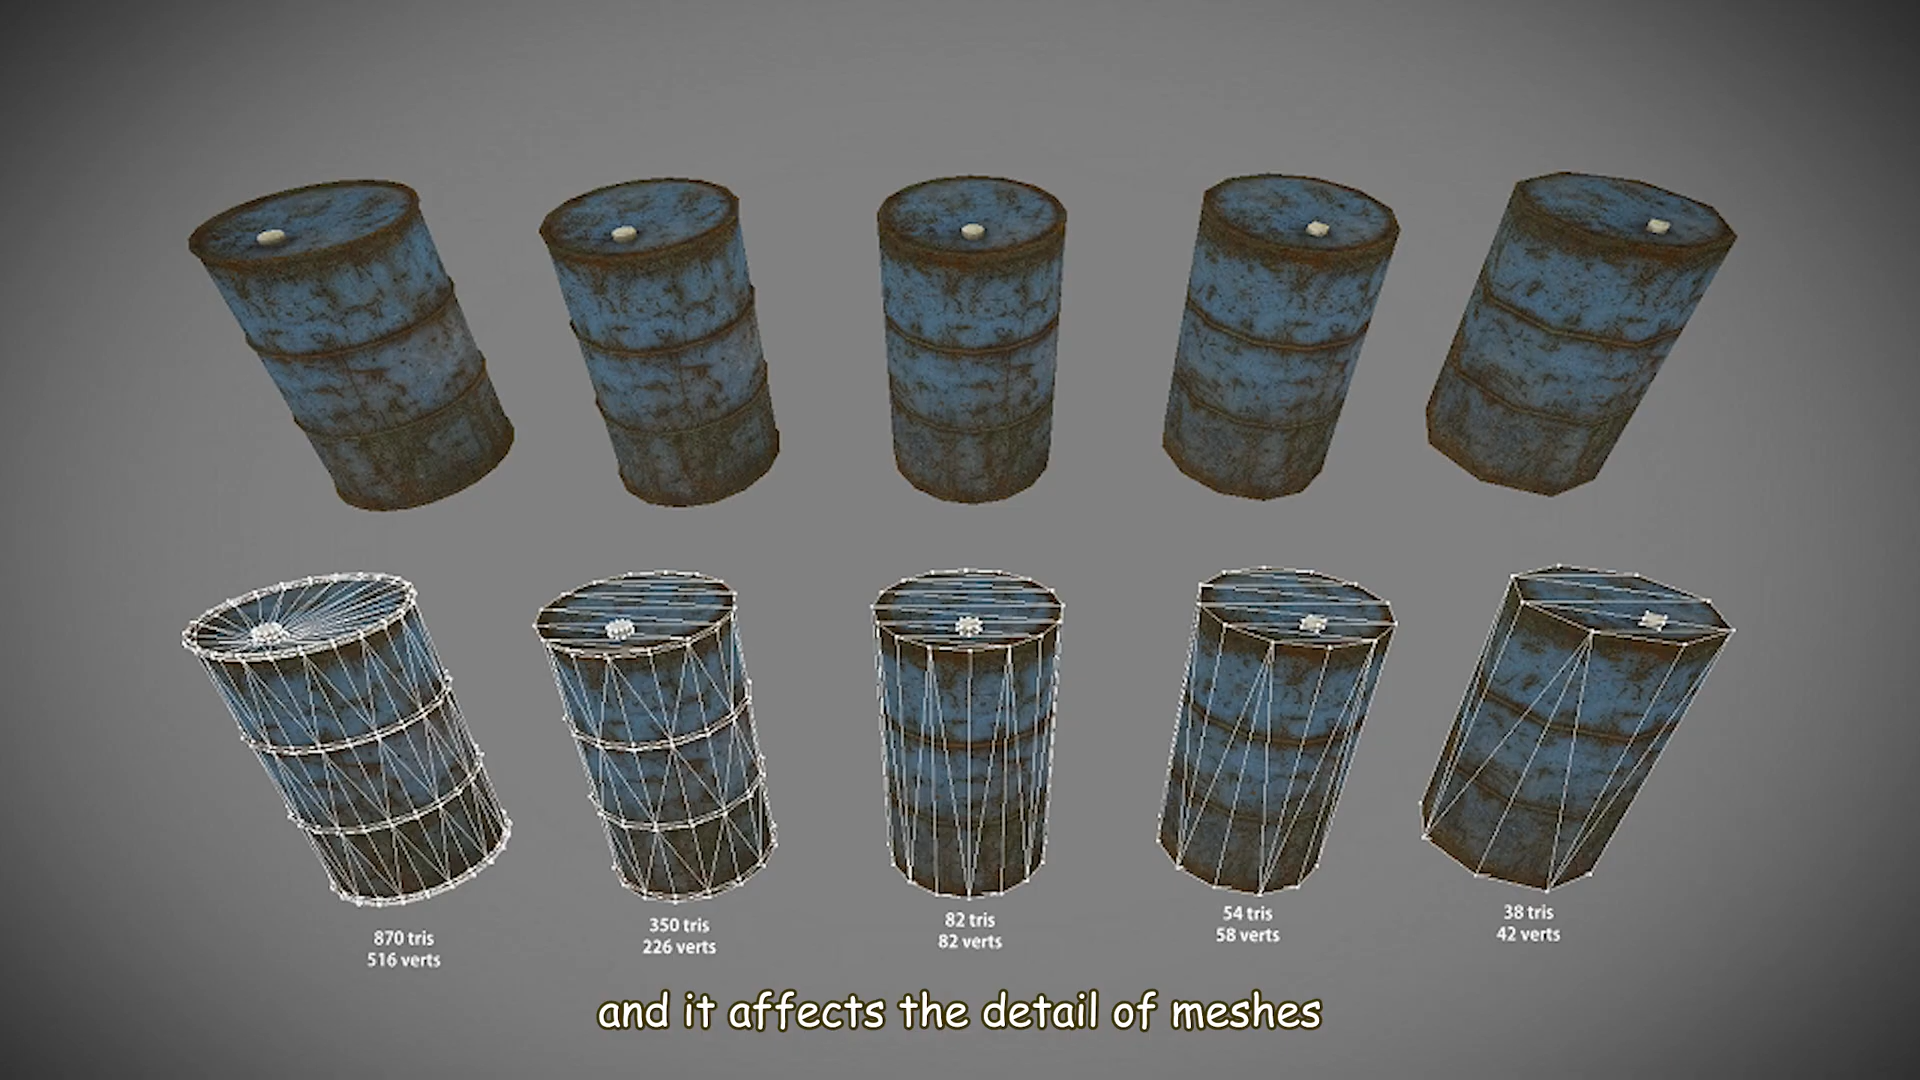 870 tris
516 verts
350 tris
226 verts
82 tris
82 verts
54 tris
58 verts
38 tris
42 verts
and it affects the detail of meshes